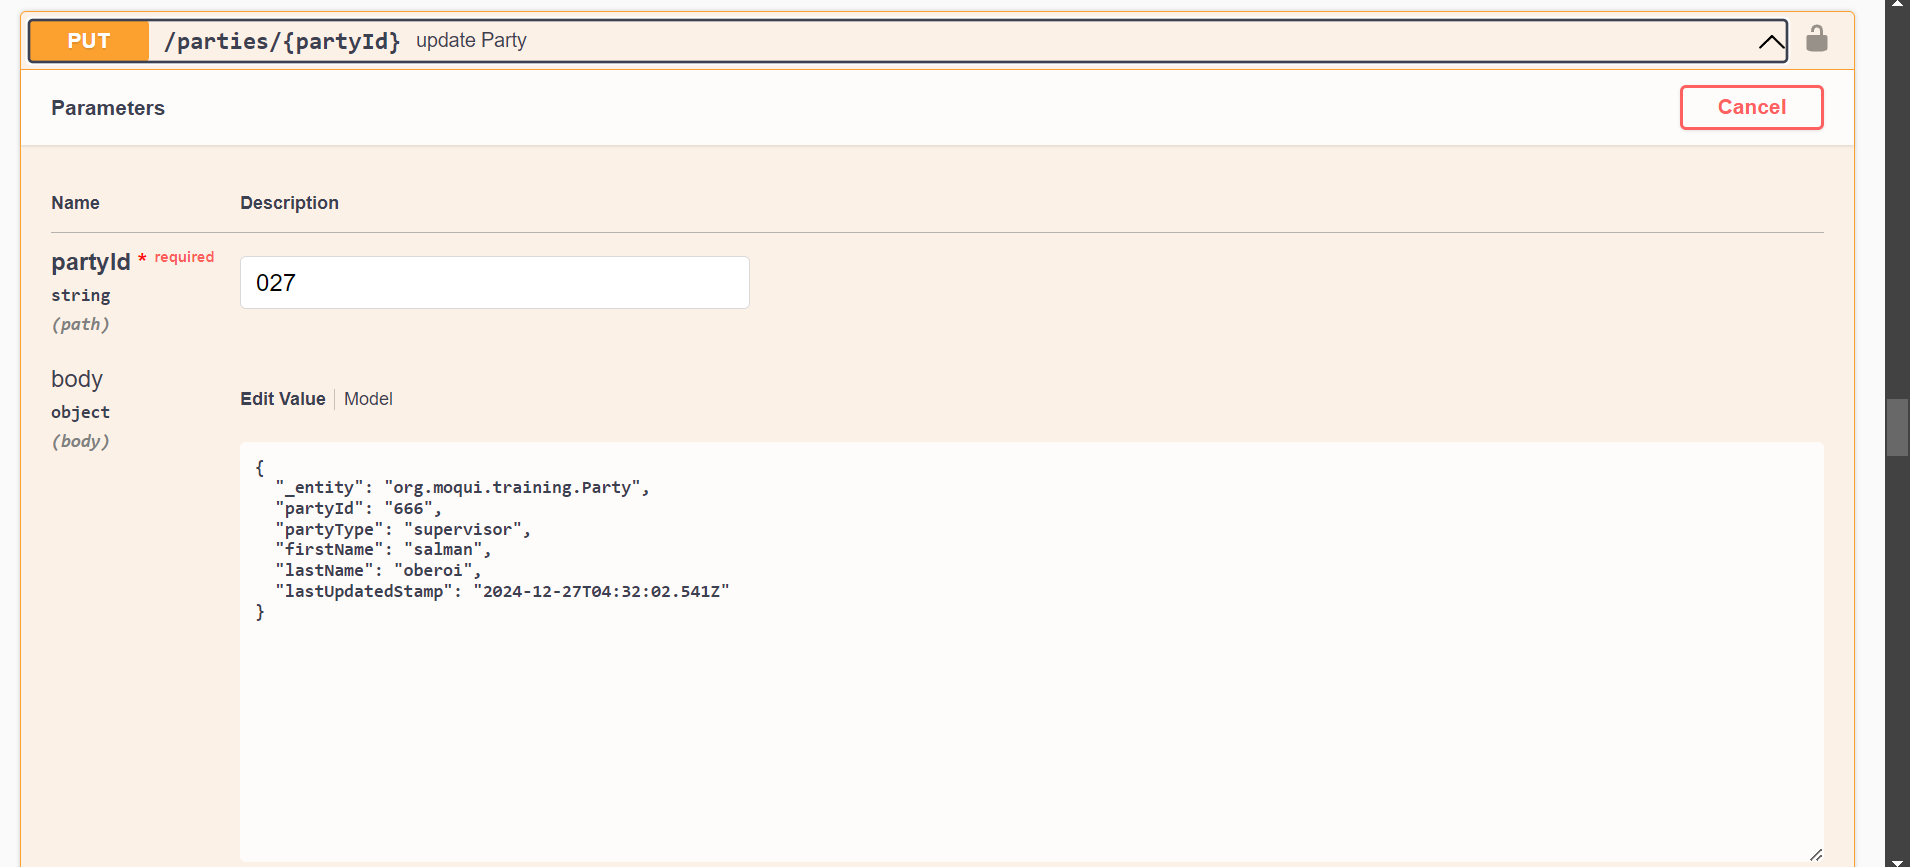 PUT /parties/{partyId} update Party
Parameters
Cancel
Name Description
partyId * required
027
string
(path)
body
Edit Value Model
object
(body)
{
  "_entity": "org.moqui.training.Party",
  "partyId": "666",
  "partyType": "supervisor",
  "firstName": "salman",
  "lastName": "oberoi",
  "lastUpdatedStamp": "2024-12-27T04:32:02.541Z"
}